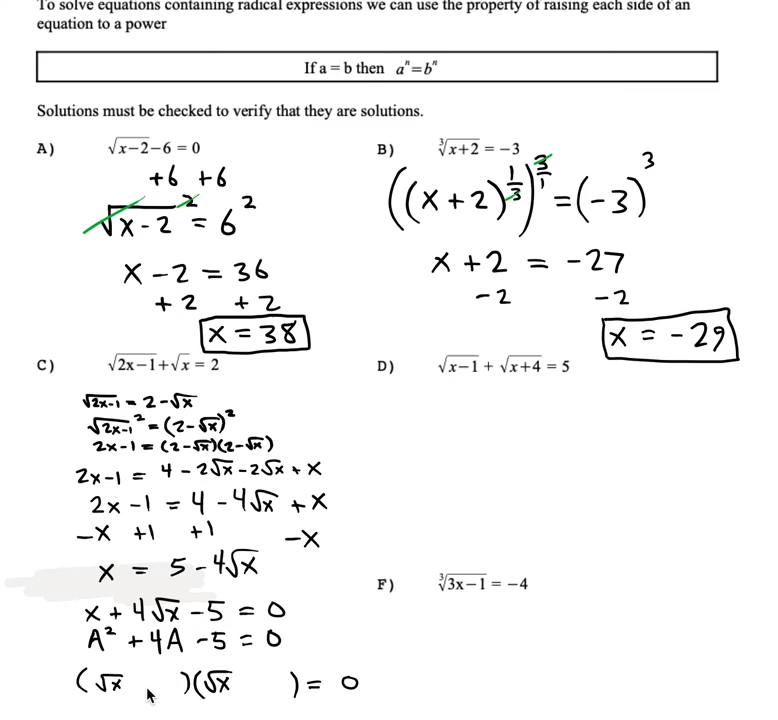 To solve equations containing radical expressions we can use the property of raising each side of an
equation to a power
If a = b then aⁿ=bⁿ
Solutions must be checked to verify that they are solutions.
A) √(x−2)−6 = 0
+6 +6
√(x-2)² = 6²
x - 2 = 36
+2 +2
x = 38
B) ∛(x+2) = −3
((x+2)^(1/3))^(3/1) = (-3)³
x + 2 = -27
-2 -2
x = -29
C) √(2x−1)+√x = 2
√(2x-1) = 2-√x
√(2x-1)² = (2-√x)²
2x-1 = (2-√x)(2-√x)
2x-1 = 4 - 2√x - 2√x + x
2x - 1 = 4 - 4√x + x
-x +1 +1 -x
x = 5 - 4√x
x + 4√x - 5 = 0
A² + 4A - 5 = 0
(√x )(√x ) = 0
D) √(x−1) + √(x+4) = 5
F) ∛(3x−1) = −4